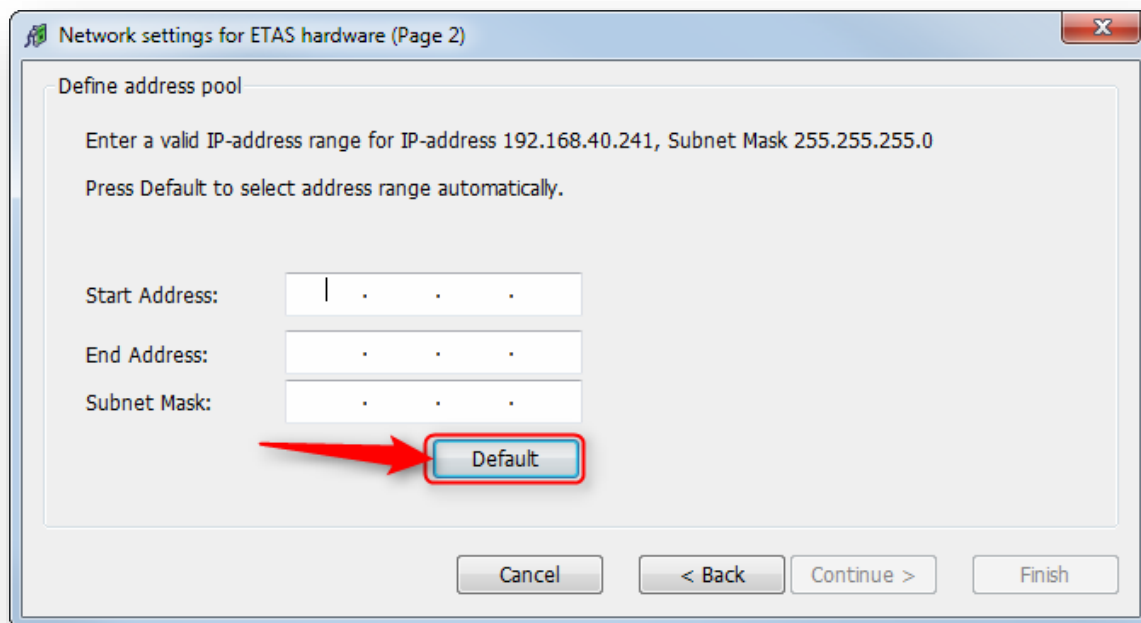 Network settings for ETAS hardware (Page 2)
Define address pool
Enter a valid IP-address range for IP-address 192.168.40.241, Subnet Mask 255.255.255.0
Press Default to select address range automatically.
Start Address: . . .
End Address: . . .
Subnet Mask: . . .
Default
Cancel < Back Continue > Finish